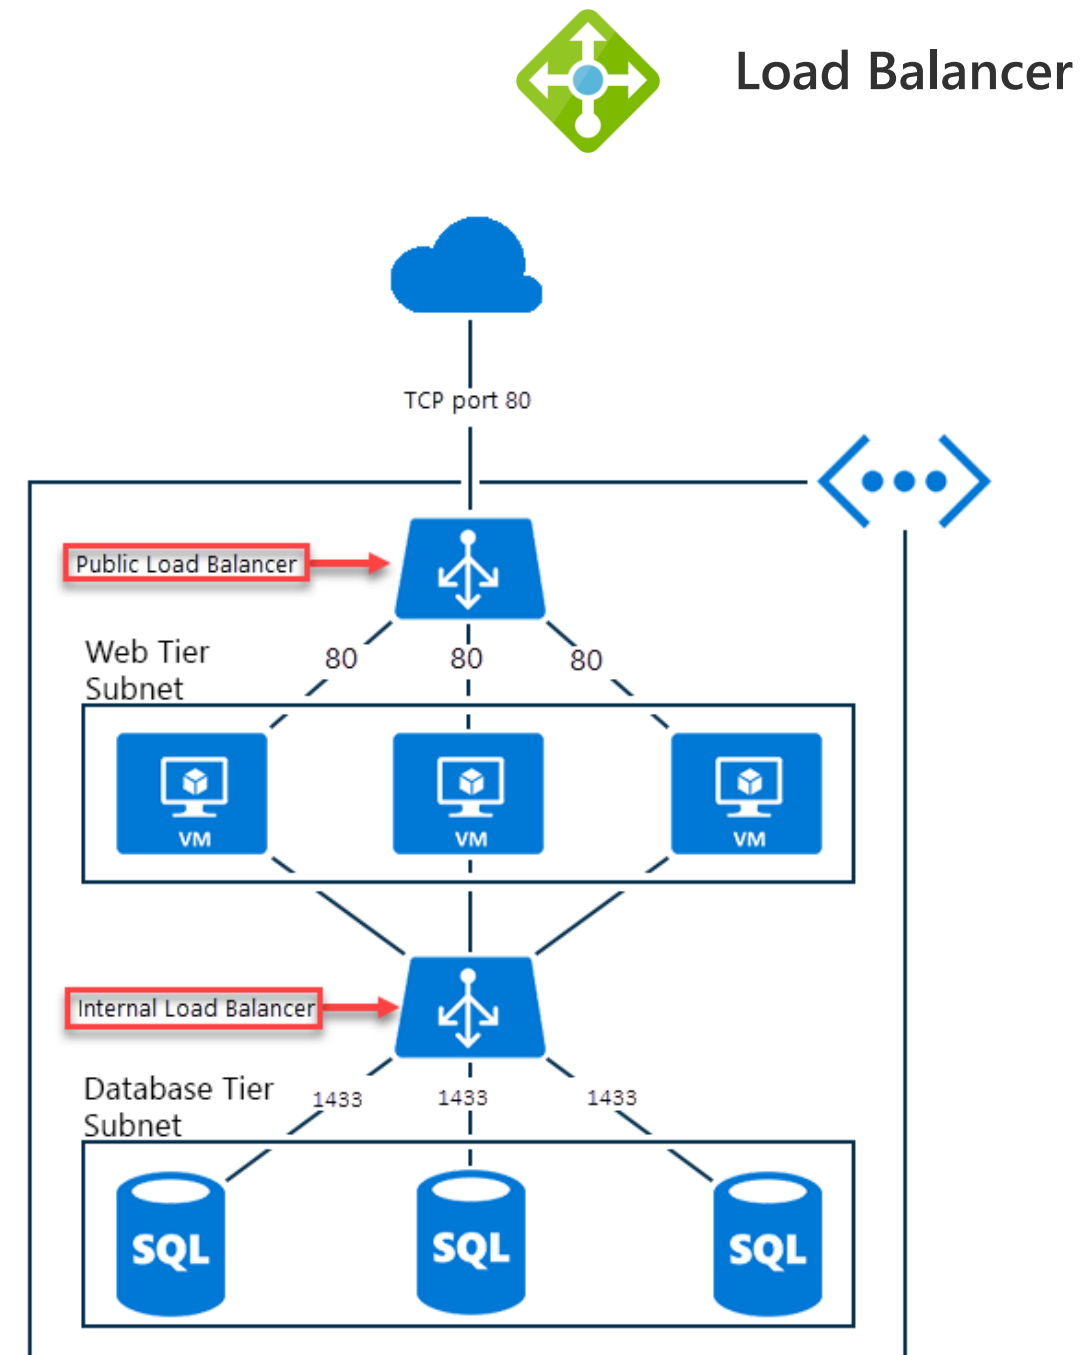 Load Balancer
TCP port 80
Public Load Balancer
Web Tier
Subnet
80 80 80
VM VM VM
Internal Load Balancer
Database Tier
Subnet
1433 1433 1433
SQL SQL SQL